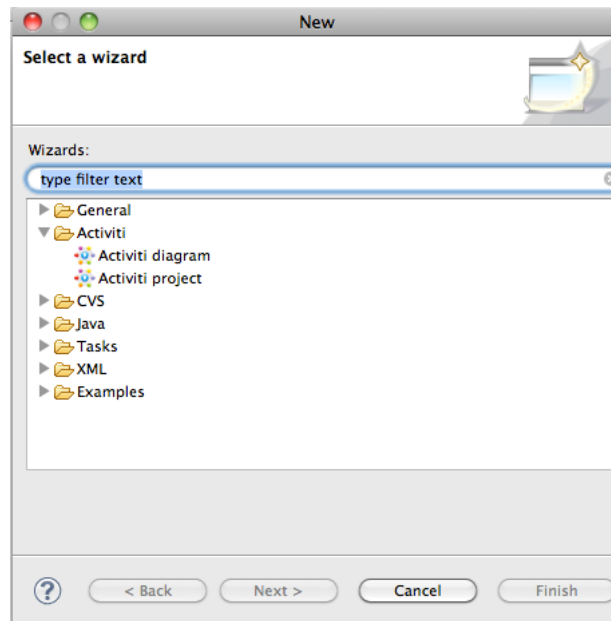 New
Select a wizard
Wizards:
type filter text
General
Activiti
Activiti diagram
Activiti project
CVS
Java
Tasks
XML
Examples
? < Back Next > Cancel Finish